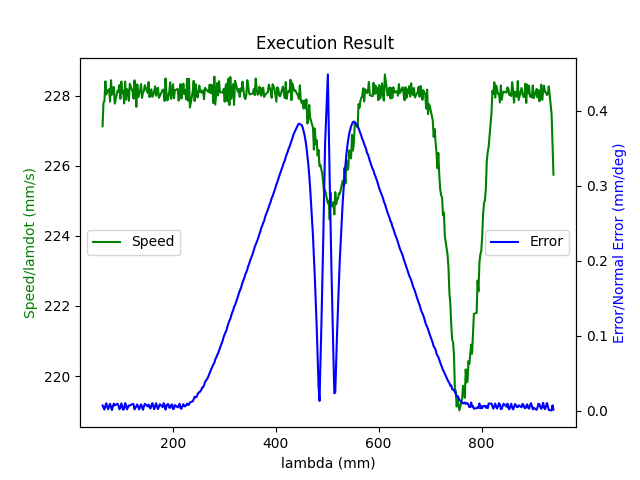 Execution Result
Speed/lamdot (mm/s)
228
226
224
222
220
Speed
Error
0.4
0.3
0.2
0.1
0.0
Error/Normal Error (mm/deg)
200
400
600
800
lambda (mm)